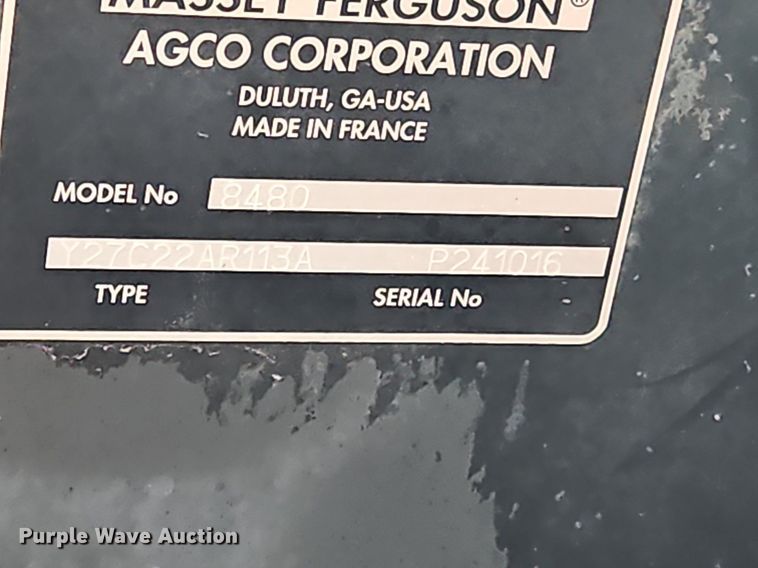 MASSEY FERGUSON®
AGCO CORPORATION
DULUTH, GA-USA
MADE IN FRANCE
MODEL No 8480
Y27C22AR113A P241016
TYPE SERIAL No
Purple Wave Auction